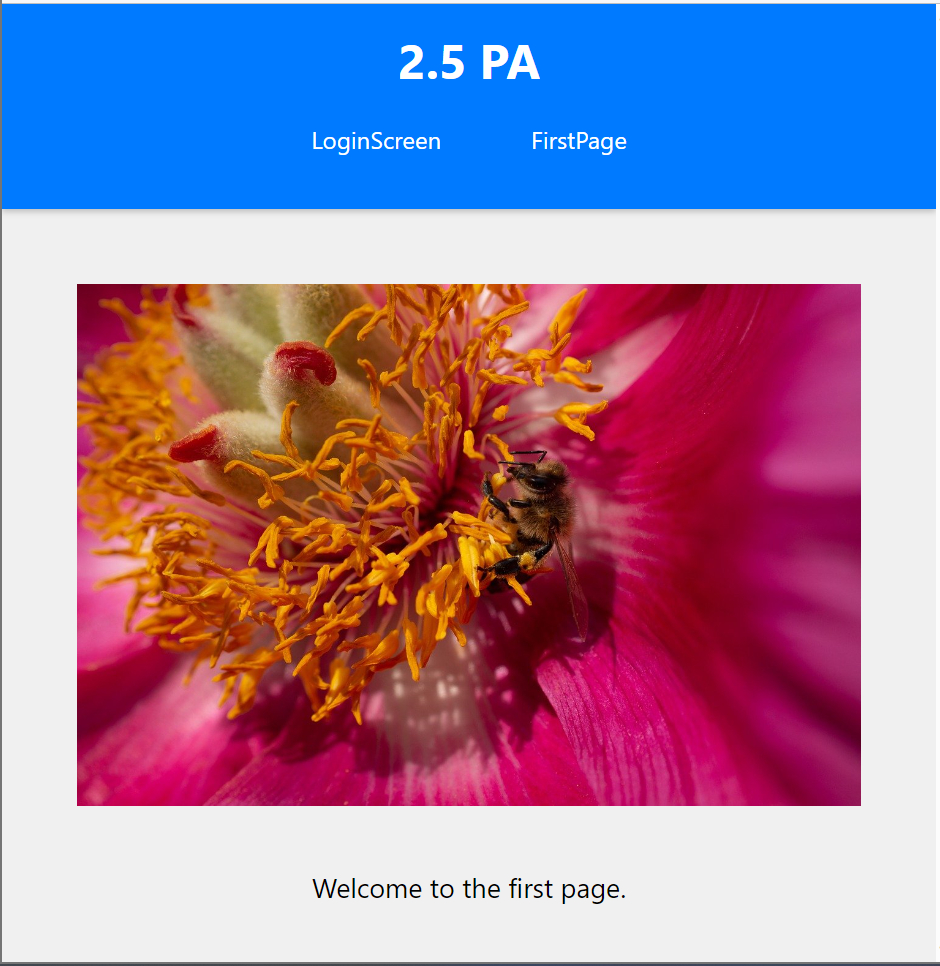 2.5 PA
LoginScreen FirstPage
Welcome to the first page.